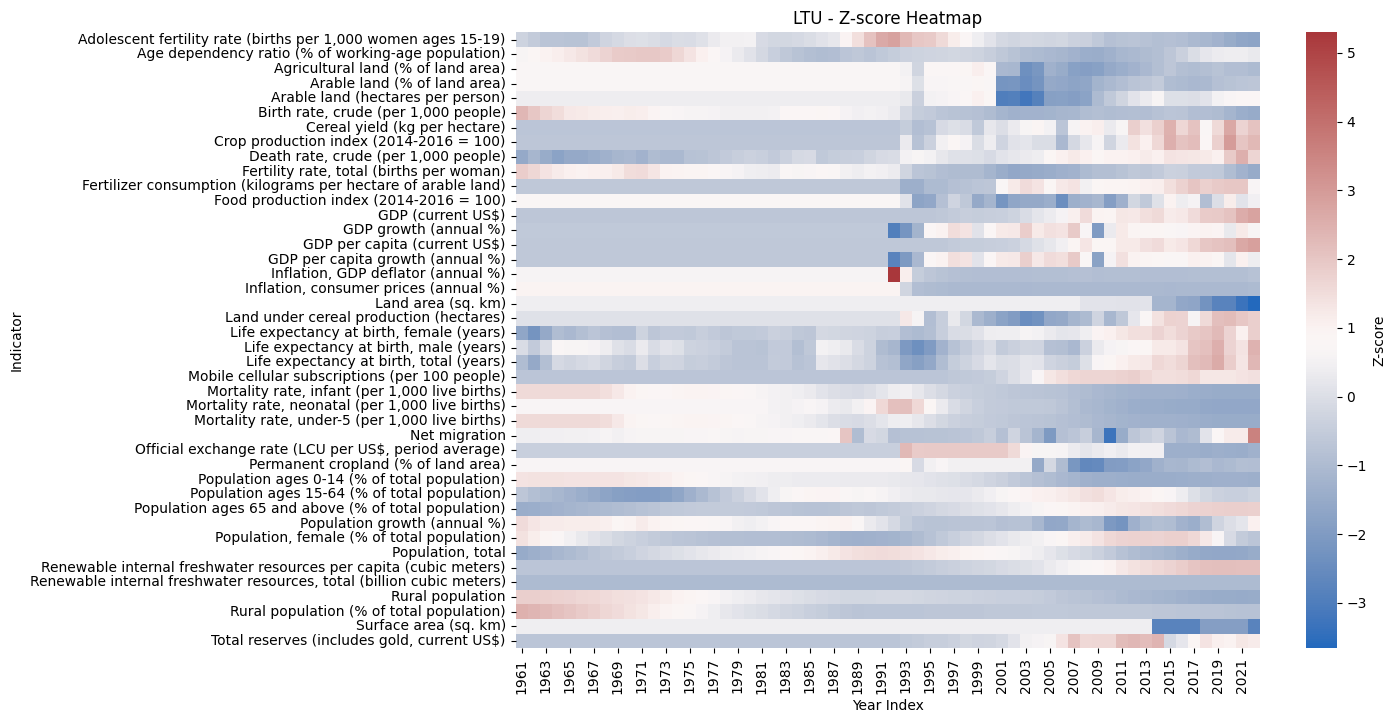 LTU - Z-score Heatmap
Adolescent fertility rate (births per 1,000 women ages 15-19)
Age dependency ratio (% of working-age population)
Agricultural land (% of land area)
Arable land (% of land area)
Arable land (hectares per person)
Birth rate, crude (per 1,000 people)
Cereal yield (kg per hectare)
Crop production index (2014-2016 = 100)
Death rate, crude (per 1,000 people)
Fertility rate, total (births per woman)
Fertilizer consumption (kilograms per hectare of arable land)
Food production index (2014-2016 = 100)
GDP (current US$)
GDP growth (annual %)
GDP per capita (current US$)
GDP per capita growth (annual %)
Inflation, GDP deflator (annual %)
Inflation, consumer prices (annual %)
Land area (sq. km)
Land under cereal production (hectares)
Life expectancy at birth, female (years)
Life expectancy at birth, male (years)
Life expectancy at birth, total (years)
Mobile cellular subscriptions (per 100 people)
Mortality rate, infant (per 1,000 live births)
Mortality rate, neonatal (per 1,000 live births)
Mortality rate, under-5 (per 1,000 live births)
Net migration
Official exchange rate (LCU per US$, period average)
Permanent cropland (% of land area)
Population ages 0-14 (% of total population)
Population ages 15-64 (% of total population)
Population ages 65 and above (% of total population)
Population growth (annual %)
Population, female (% of total population)
Population, total
Renewable internal freshwater resources per capita (cubic meters)
Renewable internal freshwater resources, total (billion cubic meters)
Rural population
Rural population (% of total population)
Surface area (sq. km)
Total reserves (includes gold, current US$)
Indicator
1961 1963 1965 1967 1969 1971 1973 1975 1977 1979 1981 1983 1985 1987 1989 1991 1993 1995 1997 1999 2001 2003 2005 2007 2009 2011 2013 2015 2017 2019 2021
Year Index
5
4
3
2
1
0
−1
−2
−3
Z-score